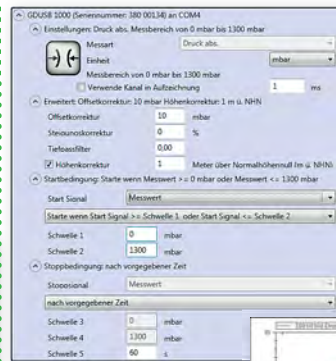 GDUSB 1000 (Seriennummer: 380 00134) an COM4
Einstellungen: Druck abs. Messbereich von 0 mbar bis 1300 mbar
Messart Druck abs.
Einheit mbar
Messbereich von 0 mbar bis 1300 mbar
Verwende Kanal in Aufzeichnung 1 ms
Erweitert: Offsetkorrektur: 10 mbar Höhenkorrektur: 1 m ü. NHN
Offsetkorrektur 10 mbar
Steigungskorrektur 0 %
Tiefpassfilter 0,00
Höhenkorrektur 1 Meter über Normalhöhennull (m ü. NHN)
Startbedingung: Starte wenn Messwert >= 0 mbar oder Messwert <= 1300 mbar
Start Signal Messwert
Starte wenn Start Signal >= Schwelle 1 oder Start Signal <= Schwelle 2
Schwelle 1 0 mbar
Schwelle 2 1300 mbar
Stoppbedingung: nach vorgegebener Zeit
Stoppsignal Messwert
nach vorgegebener Zeit
Schwelle 3 0 mbar
Schwelle 4 1300 mbar
Schwelle 5 60 s